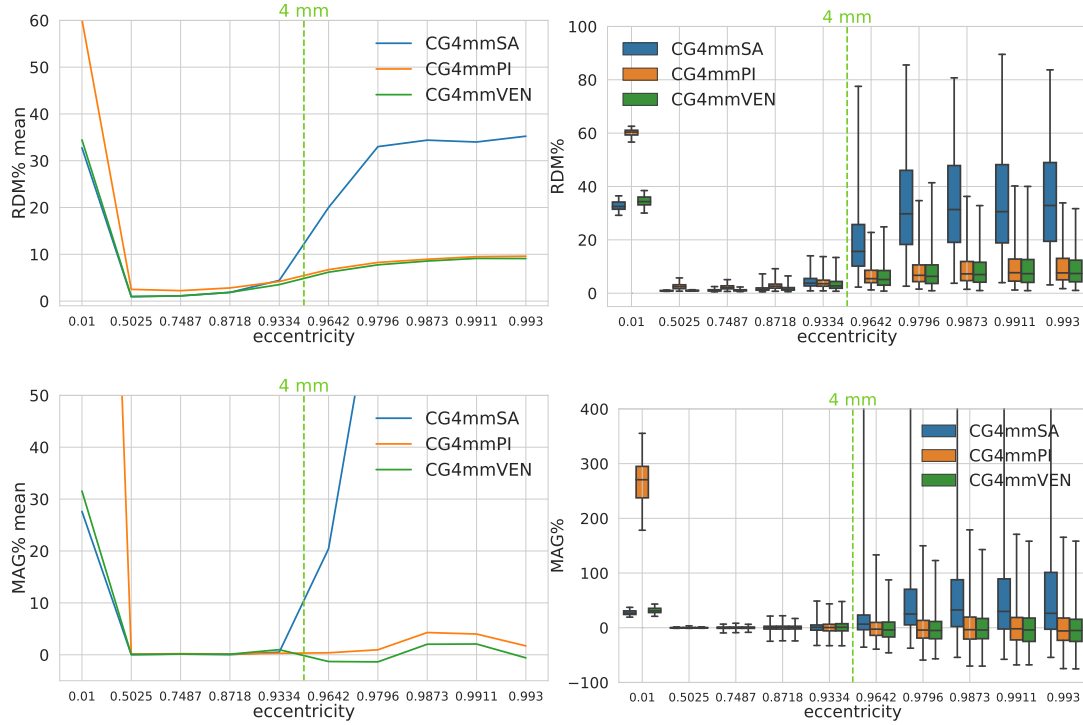 4 mm
60
50
40
30
20
10
0
RDM% mean
CG4mmSA
CG4mmPI
CG4mmVEN
0.01 0.5025 0.7487 0.8718 0.9334 0.9642 0.9796 0.9873 0.9911 0.993
eccentricity
4 mm
100
80
60
40
20
0
RDM%
CG4mmSA
CG4mmPI
CG4mmVEN
0.01 0.5025 0.7487 0.8718 0.9334 0.9642 0.9796 0.9873 0.9911 0.993
eccentricity
4 mm
50
40
30
20
10
0
MAG% mean
CG4mmSA
CG4mmPI
CG4mmVEN
0.01 0.5025 0.7487 0.8718 0.9334 0.9642 0.9796 0.9873 0.9911 0.993
eccentricity
4 mm
400
300
200
100
0
−100
MAG%
CG4mmSA
CG4mmPI
CG4mmVEN
0.01 0.5025 0.7487 0.8718 0.9334 0.9642 0.9796 0.9873 0.9911 0.993
eccentricity